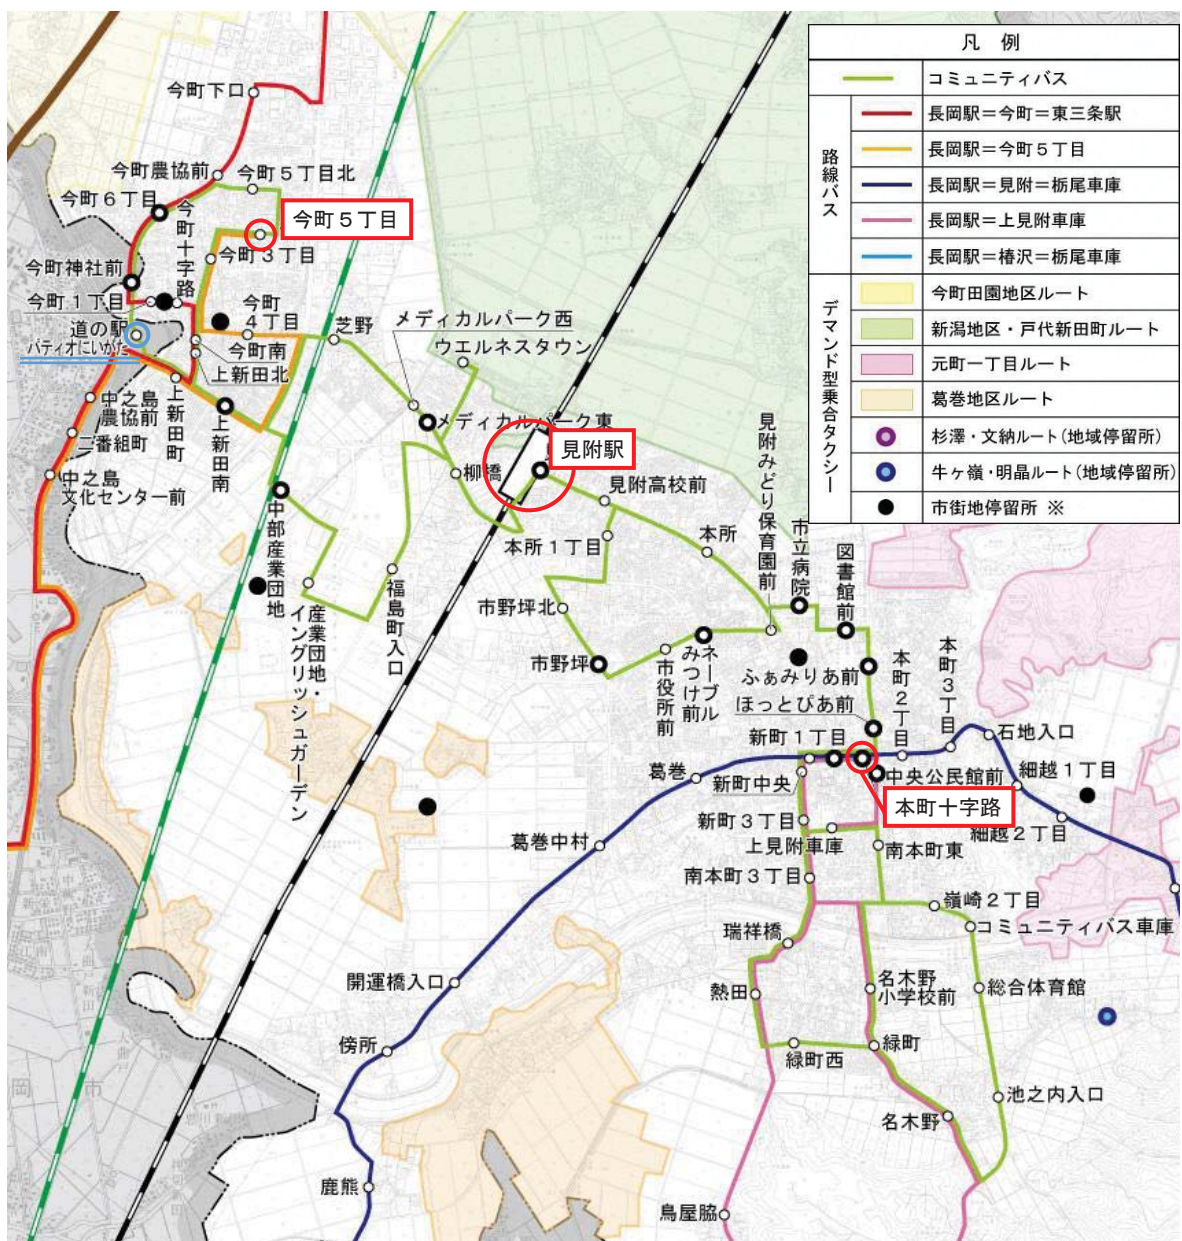 凡 例
コミュニティバス
路線バス
長岡駅＝今町＝東三条駅
長岡駅＝今町５丁目
長岡駅＝見附＝栃尾車庫
長岡駅＝上見附車庫
長岡駅＝椿沢＝栃尾車庫
デマンド型乗合タクシー
今町田園地区ルート
新潟地区・戸代新田町ルート
元町一丁目ルート
葛巻地区ルート
杉澤・文納ルート(地域停留所)
牛ヶ嶺・明晶ルート(地域停留所)
市街地停留所 ※
今町下口
今町農協前
今町５丁目北
今町６丁目
今町十字路
今町５丁目
今町３丁目
今町神社前
今町１丁目
今町
４丁目
道の駅
パティオにいがた
今町南
上新田北
芝野
メディカルパーク西
ウエルネスタウン
中之島
農協前
上新田町
上新田南
二番組町
中之島
文化センター前
メディカルパーク東
見附駅
柳橋
見附高校前
中部産業団地
産業団地・
イングリッシュガーデン
福島町入口
本所１丁目
本所
見附みどり保育園前
市立病院
図書館前
市野坪北
市野坪
市役所前
ネーブル
みつけ前
ふぁみりあ前
ほっとぴあ前
本町２丁目
本町３丁目
新町１丁目
石地入口
葛巻
新町中央
中央公民館前
細越１丁目
本町十字路
新町３丁目
上見附車庫
細越２丁目
葛巻中村
南本町東
南本町３丁目
嶺崎２丁目
瑞祥橋
コミュニティバス車庫
開運橋入口
熱田
名木野
小学校前
総合体育館
傍所
緑町西
緑町
池之内入口
名木野
鹿熊
鳥屋脇
岡 市